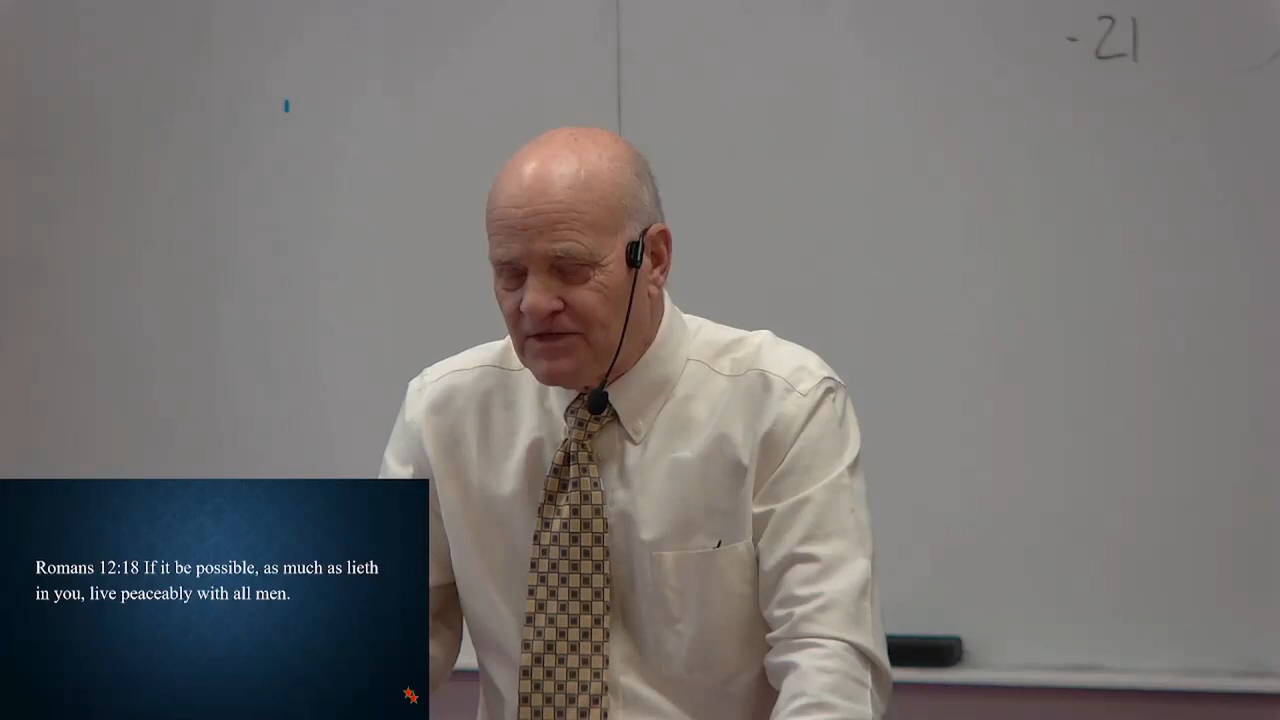 -21
Romans 12:18 If it be possible, as much as lieth
in you, live peaceably with all men.